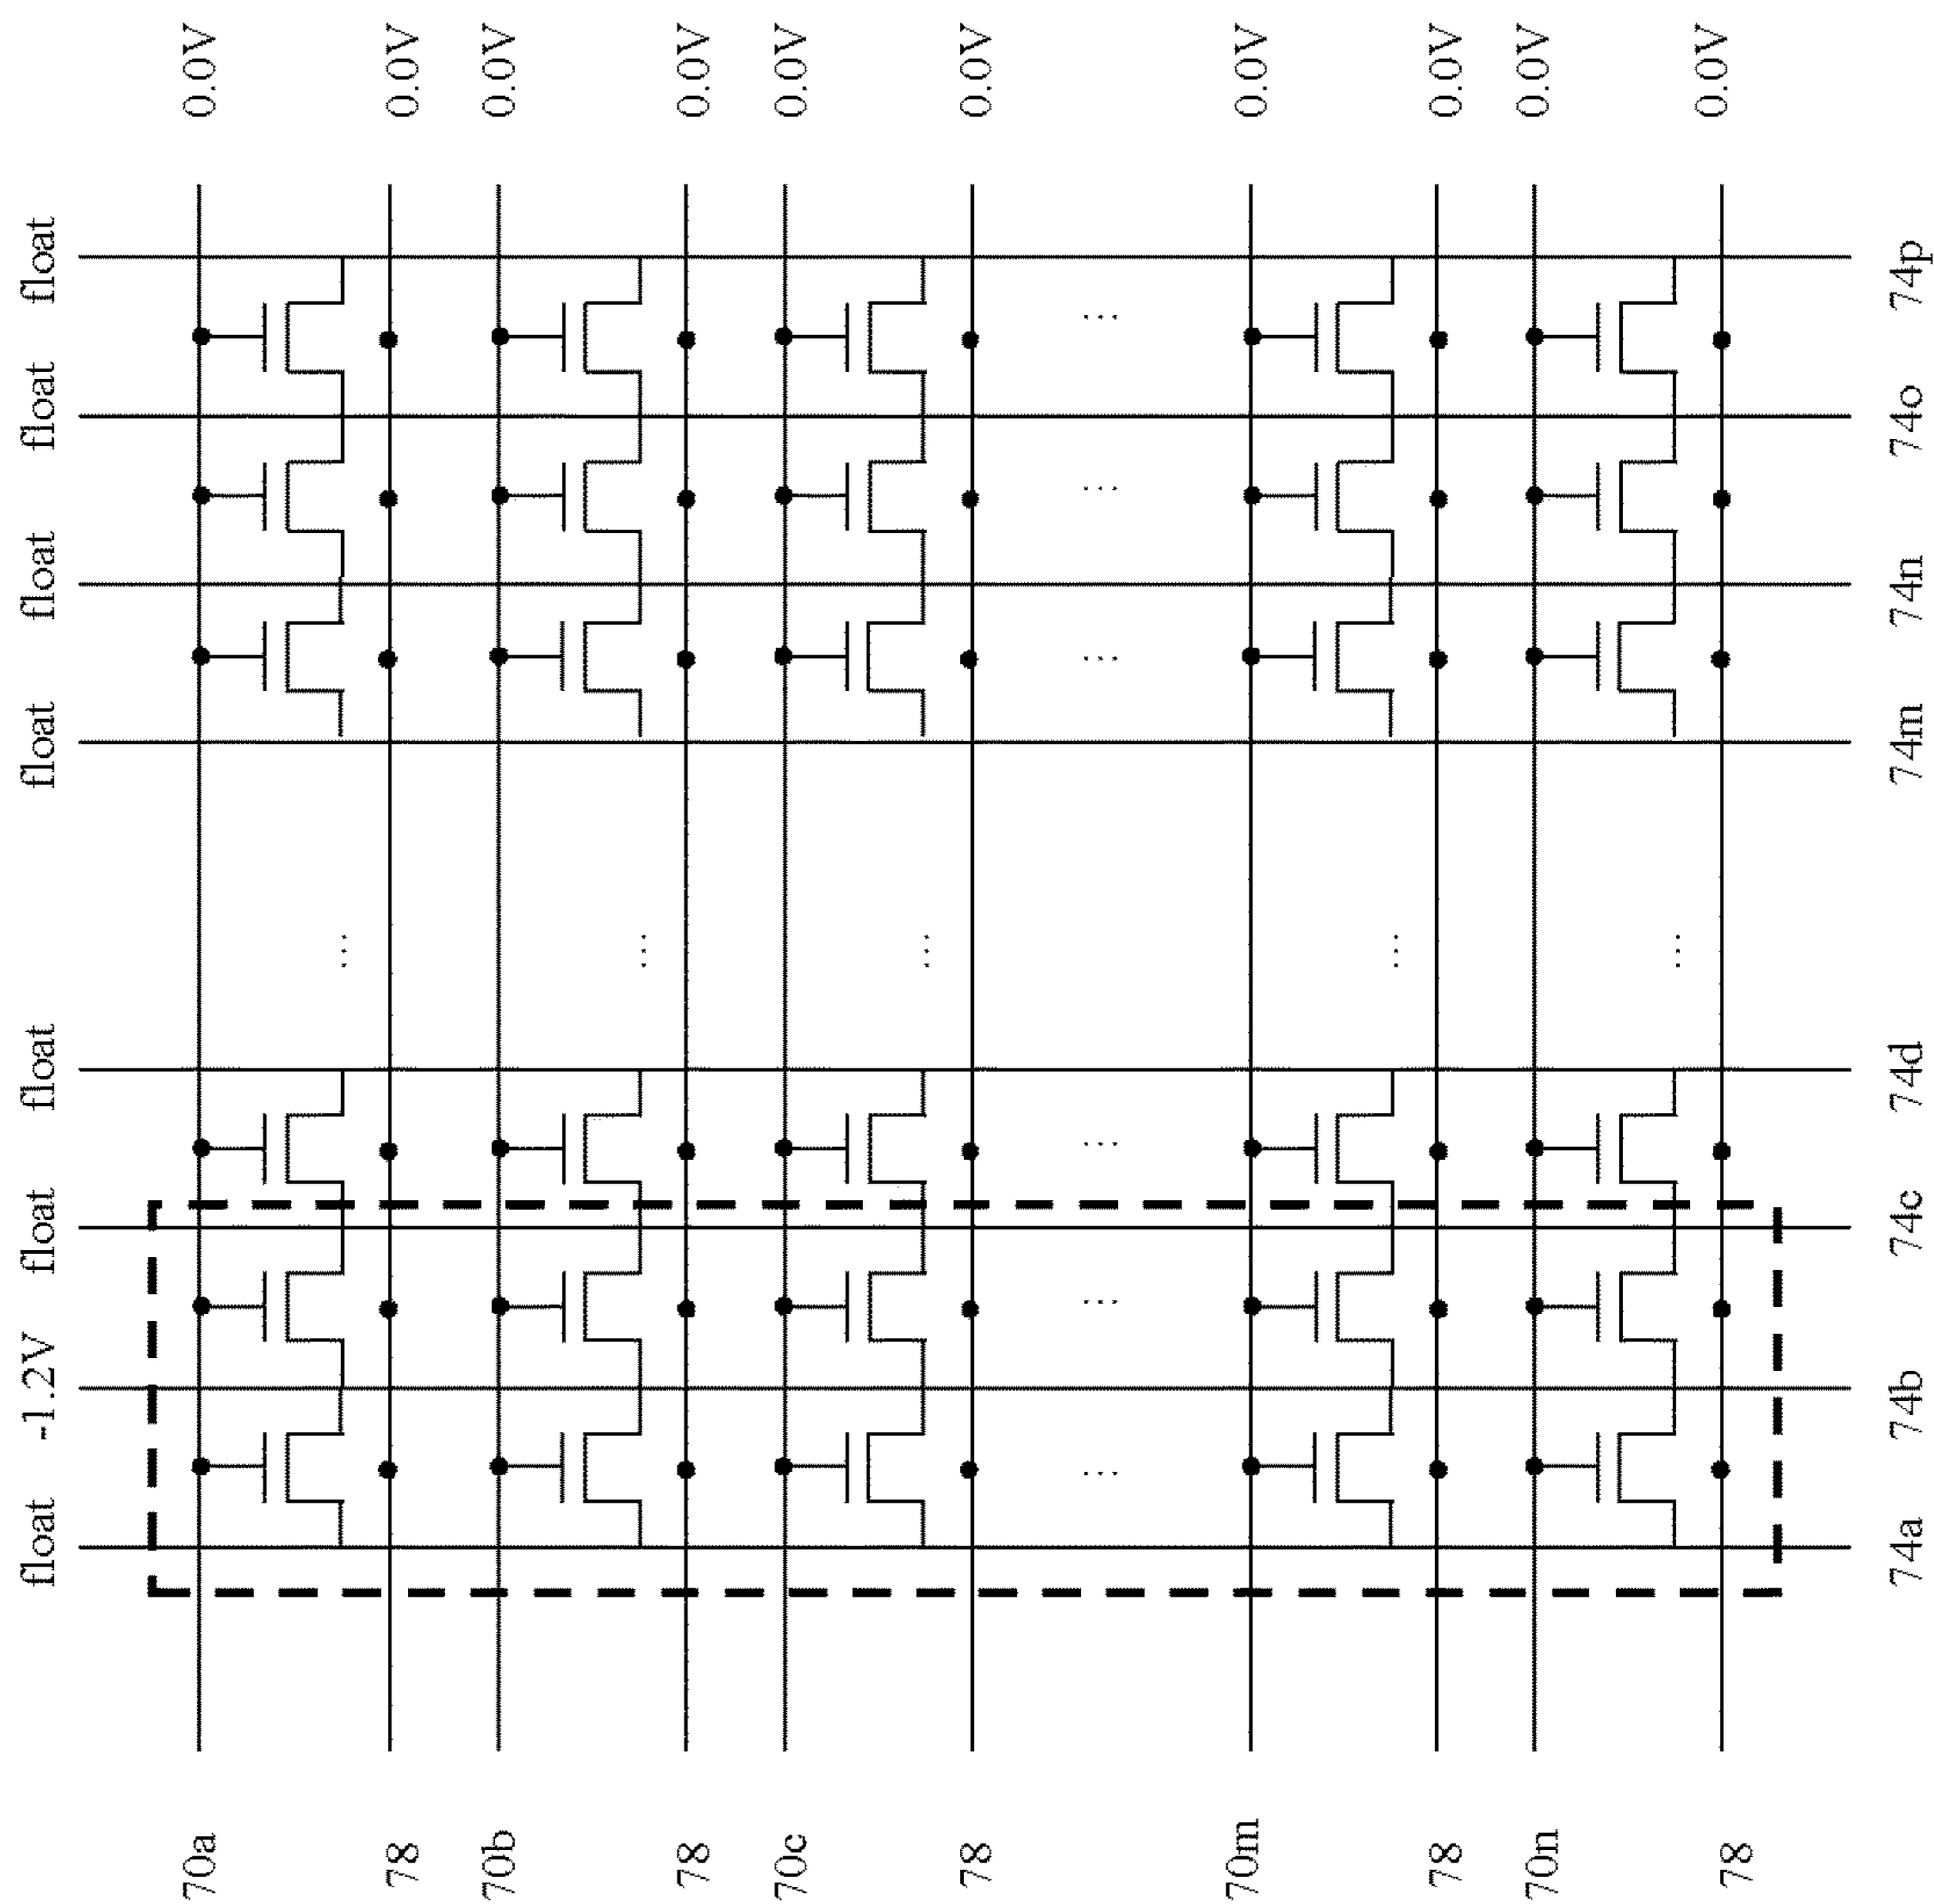 float -1.2V float float float float float float
70a 0.0V
78 0.0V
70b 0.0V
78 0.0V
70c 0.0V
78 0.0V
...
70m 0.0V
78 0.0V
70n 0.0V
78 0.0V
74a 74b 74c 74d 74m 74n 74o 74p